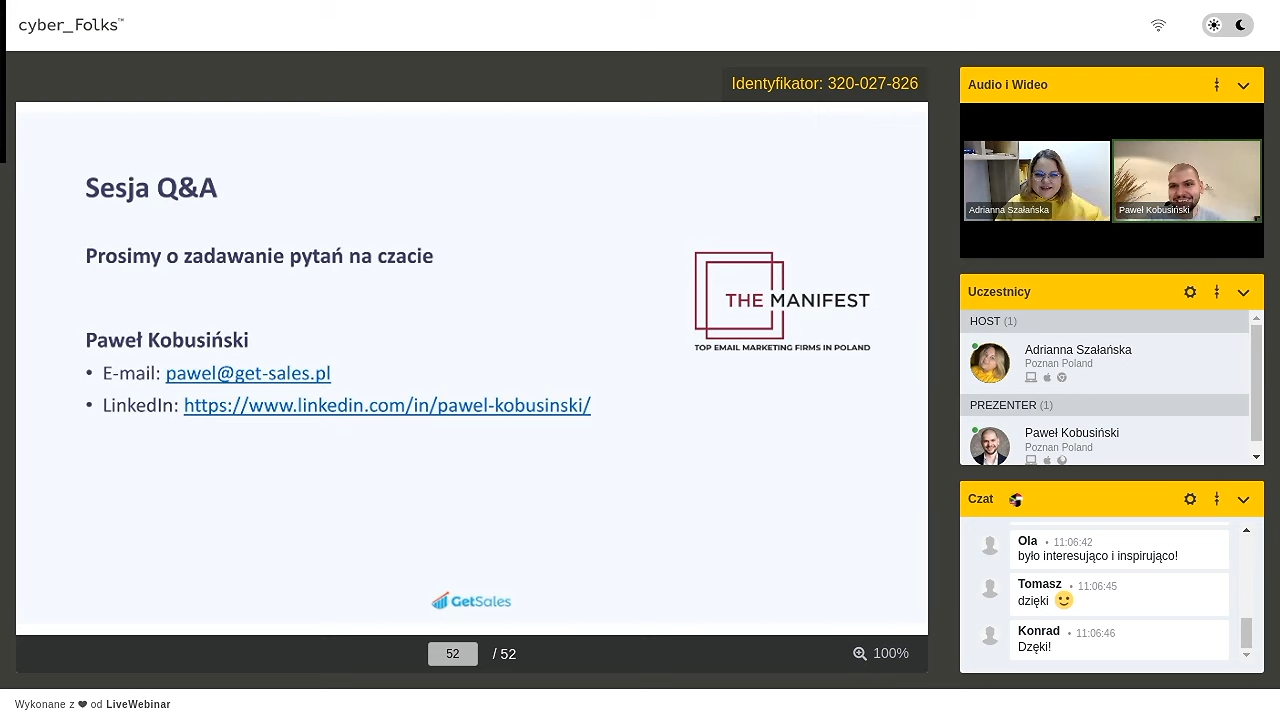 cyber_Folks™
Identyfikator: 320-027-826
Sesja Q&A
Prosimy o zadawanie pytań na czacie
THE MANIFEST
TOP EMAIL MARKETING FIRMS IN POLAND
Paweł Kobusiński
• E-mail: pawel@get-sales.pl
• LinkedIn: https://www.linkedin.com/in/pawel-kobusinski/
GetSales
52 / 52
100%
Audio i Wideo
Adrianna Szałańska
Paweł Kobusiński
Uczestnicy
HOST (1)
Adrianna Szałańska
Poznan Poland
PREZENTER (1)
Paweł Kobusiński
Poznan Poland
Czat
Ola • 11:06:42
było interesująco i inspirująco!
Tomasz • 11:06:45
dzięki 🙂
Konrad • 11:06:46
Dzęki!
Wykonane z ❤ od LiveWebinar